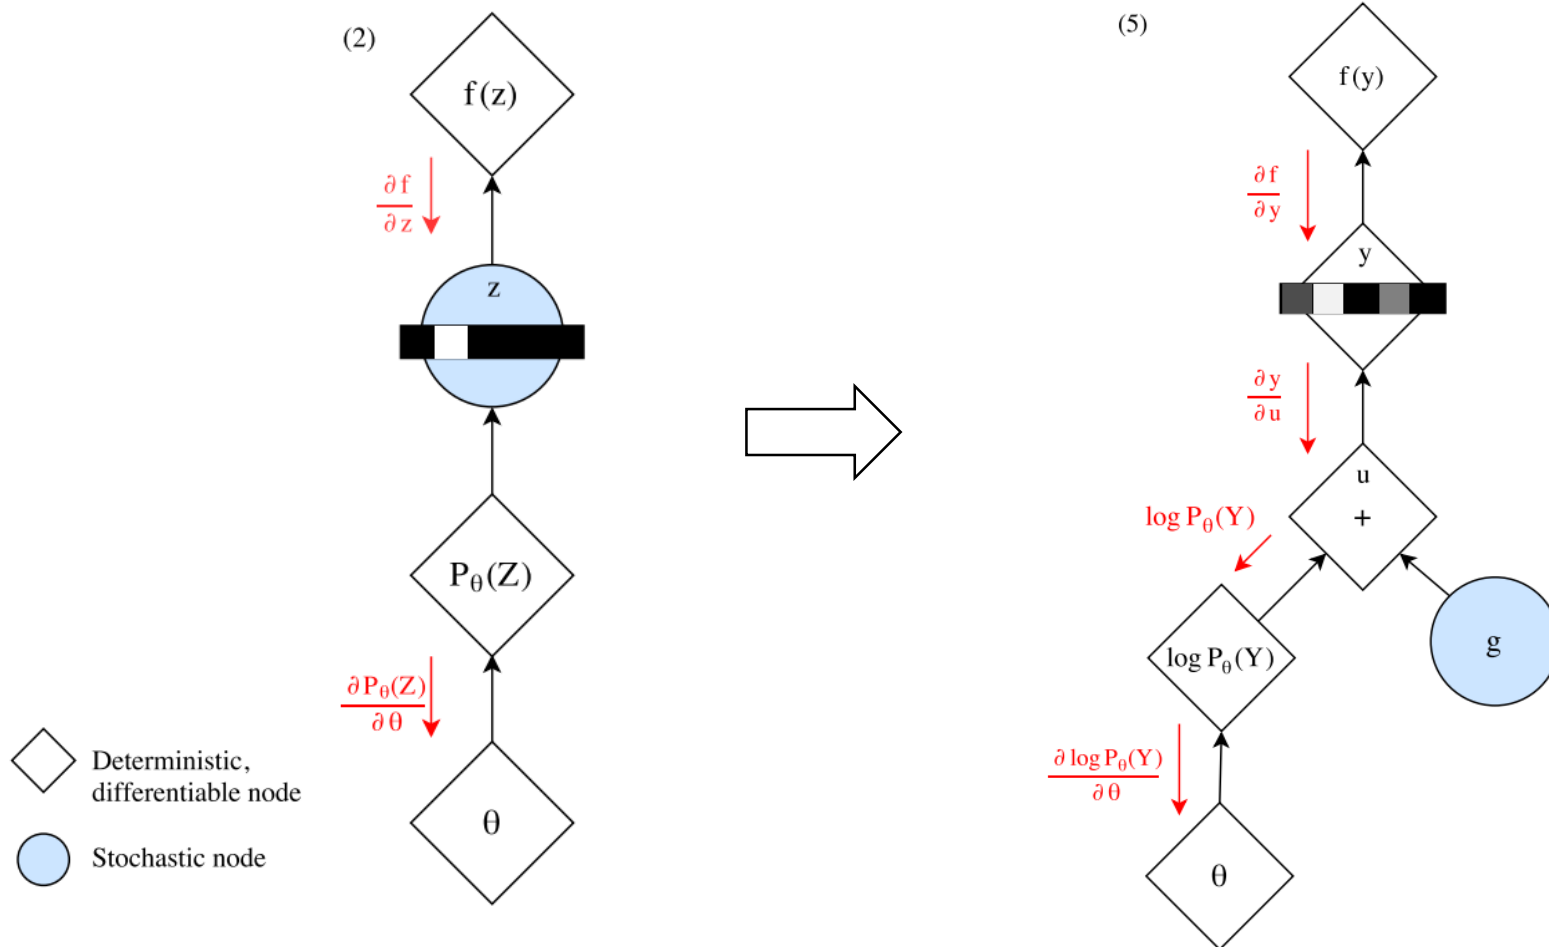 (2)
f(z)
∂f
∂z
z
P_θ(Z)
∂P_θ(Z)
∂θ
θ
Deterministic,
differentiable node
Stochastic node
(5)
f(y)
∂f
∂y
y
∂y
∂u
u
+
log P_θ(Y)
log P_θ(Y)
g
∂ log P_θ(Y)
∂θ
θ